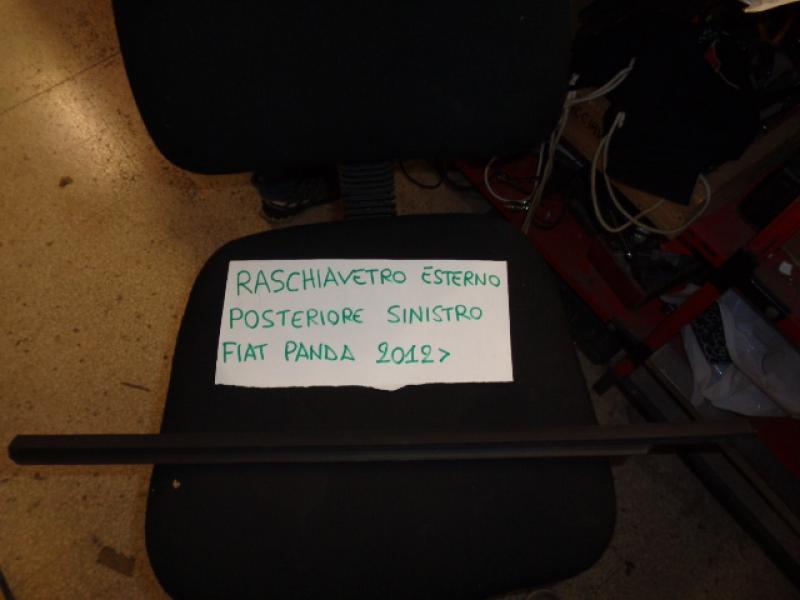 RASCHIAVETRO ESTERNO
POSTERIORE SINISTRO
FIAT PANDA 2012>